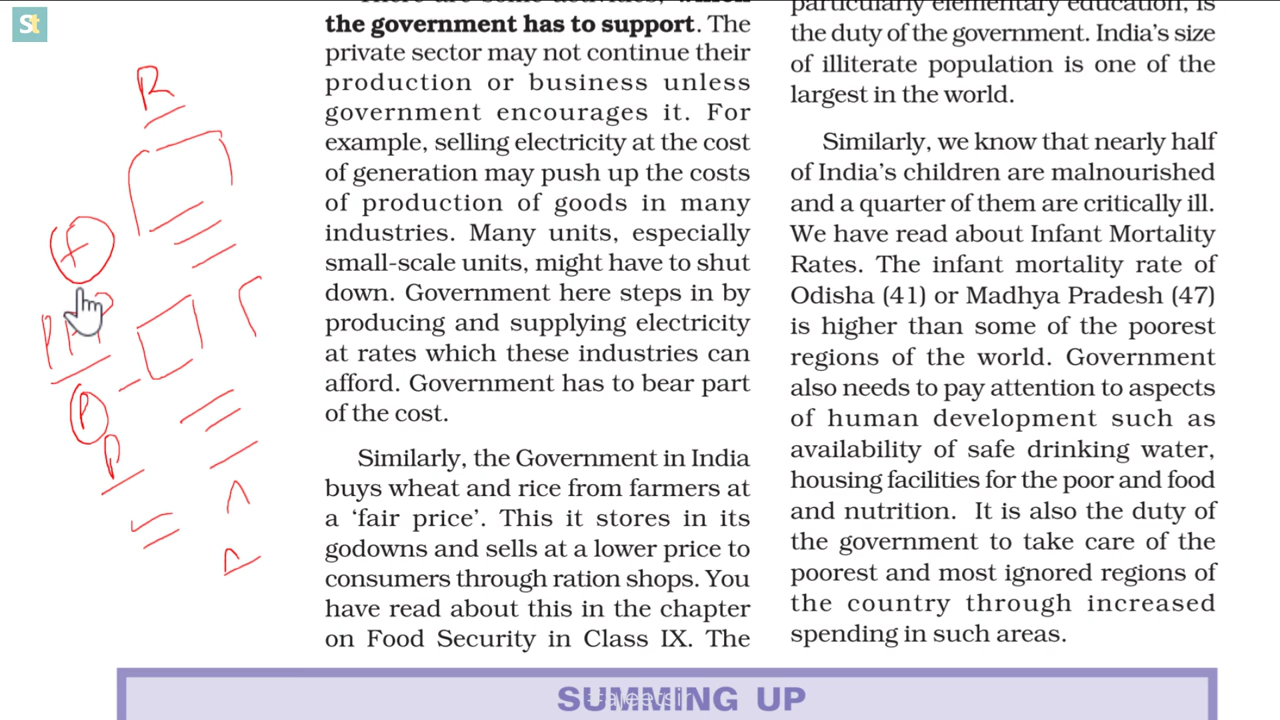 St
R
the government has to support. The
private sector may not continue their
production or business unless
government encourages it. For
example, selling electricity at the cost
of generation may push up the costs
of production of goods in many
industries. Many units, especially
small-scale units, might have to shut
down. Government here steps in by
producing and supplying electricity
at rates which these industries can
afford. Government has to bear part
of the cost.
Similarly, the Government in India
buys wheat and rice from farmers at
a ‘fair price’. This it stores in its
godowns and sells at a lower price to
consumers through ration shops. You
have read about this in the chapter
on Food Security in Class IX. The
particularly elementary education, is
the duty of the government. India’s size
of illiterate population is one of the
largest in the world.
Similarly, we know that nearly half
of India’s children are malnourished
and a quarter of them are critically ill.
We have read about Infant Mortality
Rates. The infant mortality rate of
Odisha (41) or Madhya Pradesh (47)
is higher than some of the poorest
regions of the world. Government
also needs to pay attention to aspects
of human development such as
availability of safe drinking water,
housing facilities for the poor and food
and nutrition. It is also the duty of
the government to take care of the
poorest and most ignored regions of
the country through increased
spending in such areas.
P
P
SUMMING UP